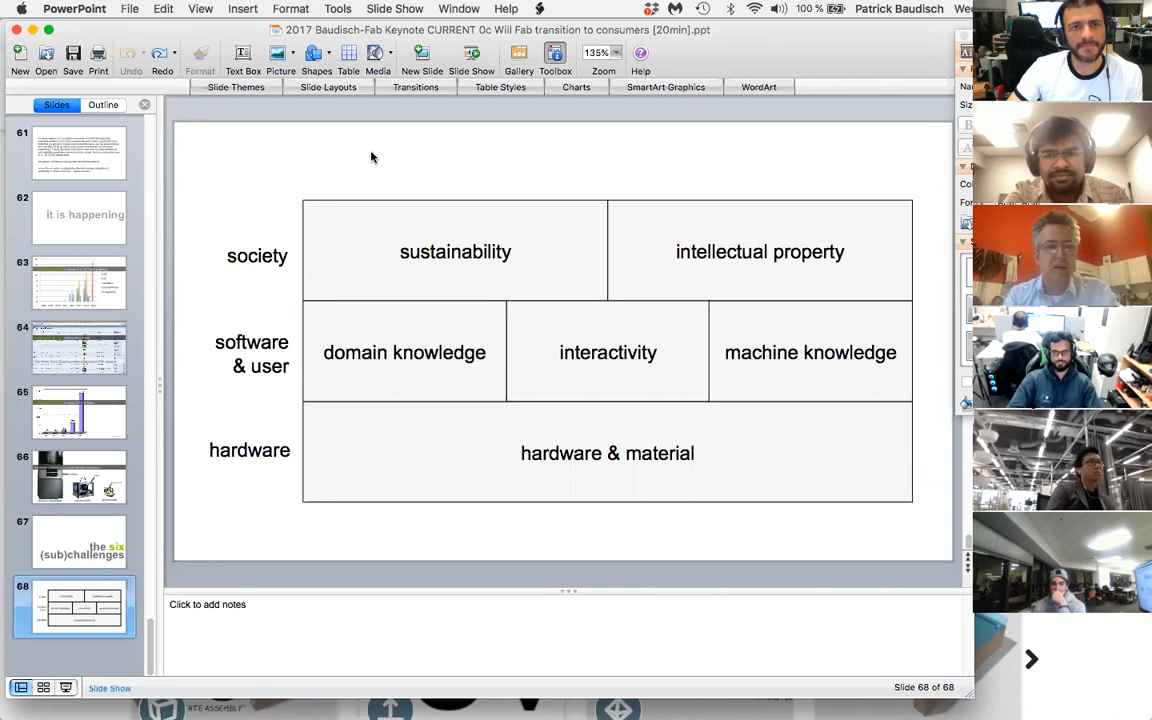 PowerPoint File Edit View Insert Format Tools Slide Show Window Help 100 % Patrick Baudisch
2017 Baudisch-Fab Keynote CURRENT 0c Will Fab transition to consumers [20min].ppt
135%
New Open Save Print Undo Redo Format Text Box Picture Shapes Table Media New Slide Slide Show Gallery Toolbox Zoom Help
Slide Themes Slide Layouts Transitions Table Styles Charts SmartArt Graphics WordArt
Slides Outline
61
62
it is happening
63
64
65
66
67
the six
(sub)challenges
68
society
sustainability
intellectual property
software
& user
domain knowledge
interactivity
machine knowledge
hardware
hardware & material
Click to add notes
Slide Show
Slide 68 of 68